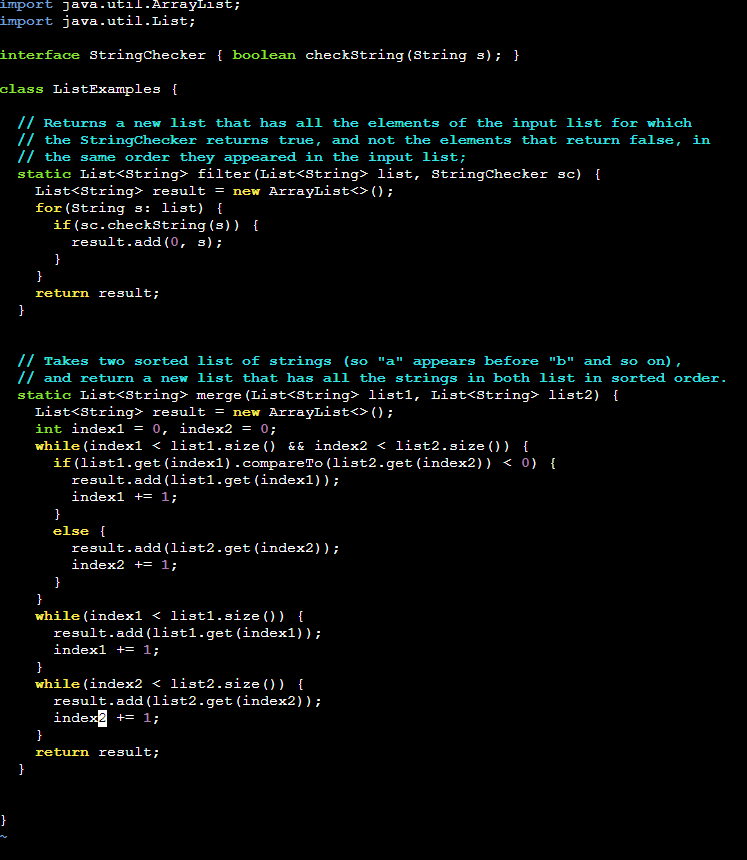 import java.util.ArrayList;
import java.util.List;

interface StringChecker { boolean checkString(String s); }

class ListExamples {

  // Returns a new list that has all the elements of the input list for which
  // the StringChecker returns true, and not the elements that return false, in
  // the same order they appeared in the input list;
  static List<String> filter(List<String> list, StringChecker sc) {
    List<String> result = new ArrayList<>();
    for(String s: list) {
      if(sc.checkString(s)) {
        result.add(0, s);
      }
    }
    return result;
  }


  // Takes two sorted list of strings (so "a" appears before "b" and so on),
  // and return a new list that has all the strings in both list in sorted order.
  static List<String> merge(List<String> list1, List<String> list2) {
    List<String> result = new ArrayList<>();
    int index1 = 0, index2 = 0;
    while(index1 < list1.size() && index2 < list2.size()) {
      if(list1.get(index1).compareTo(list2.get(index2)) < 0) {
        result.add(list1.get(index1));
        index1 += 1;
      }
      else {
        result.add(list2.get(index2));
        index2 += 1;
      }
    }
    while(index1 < list1.size()) {
      result.add(list1.get(index1));
      index1 += 1;
    }
    while(index2 < list2.size()) {
      result.add(list2.get(index2));
      index2 += 1;
    }
    return result;
  }


}
~